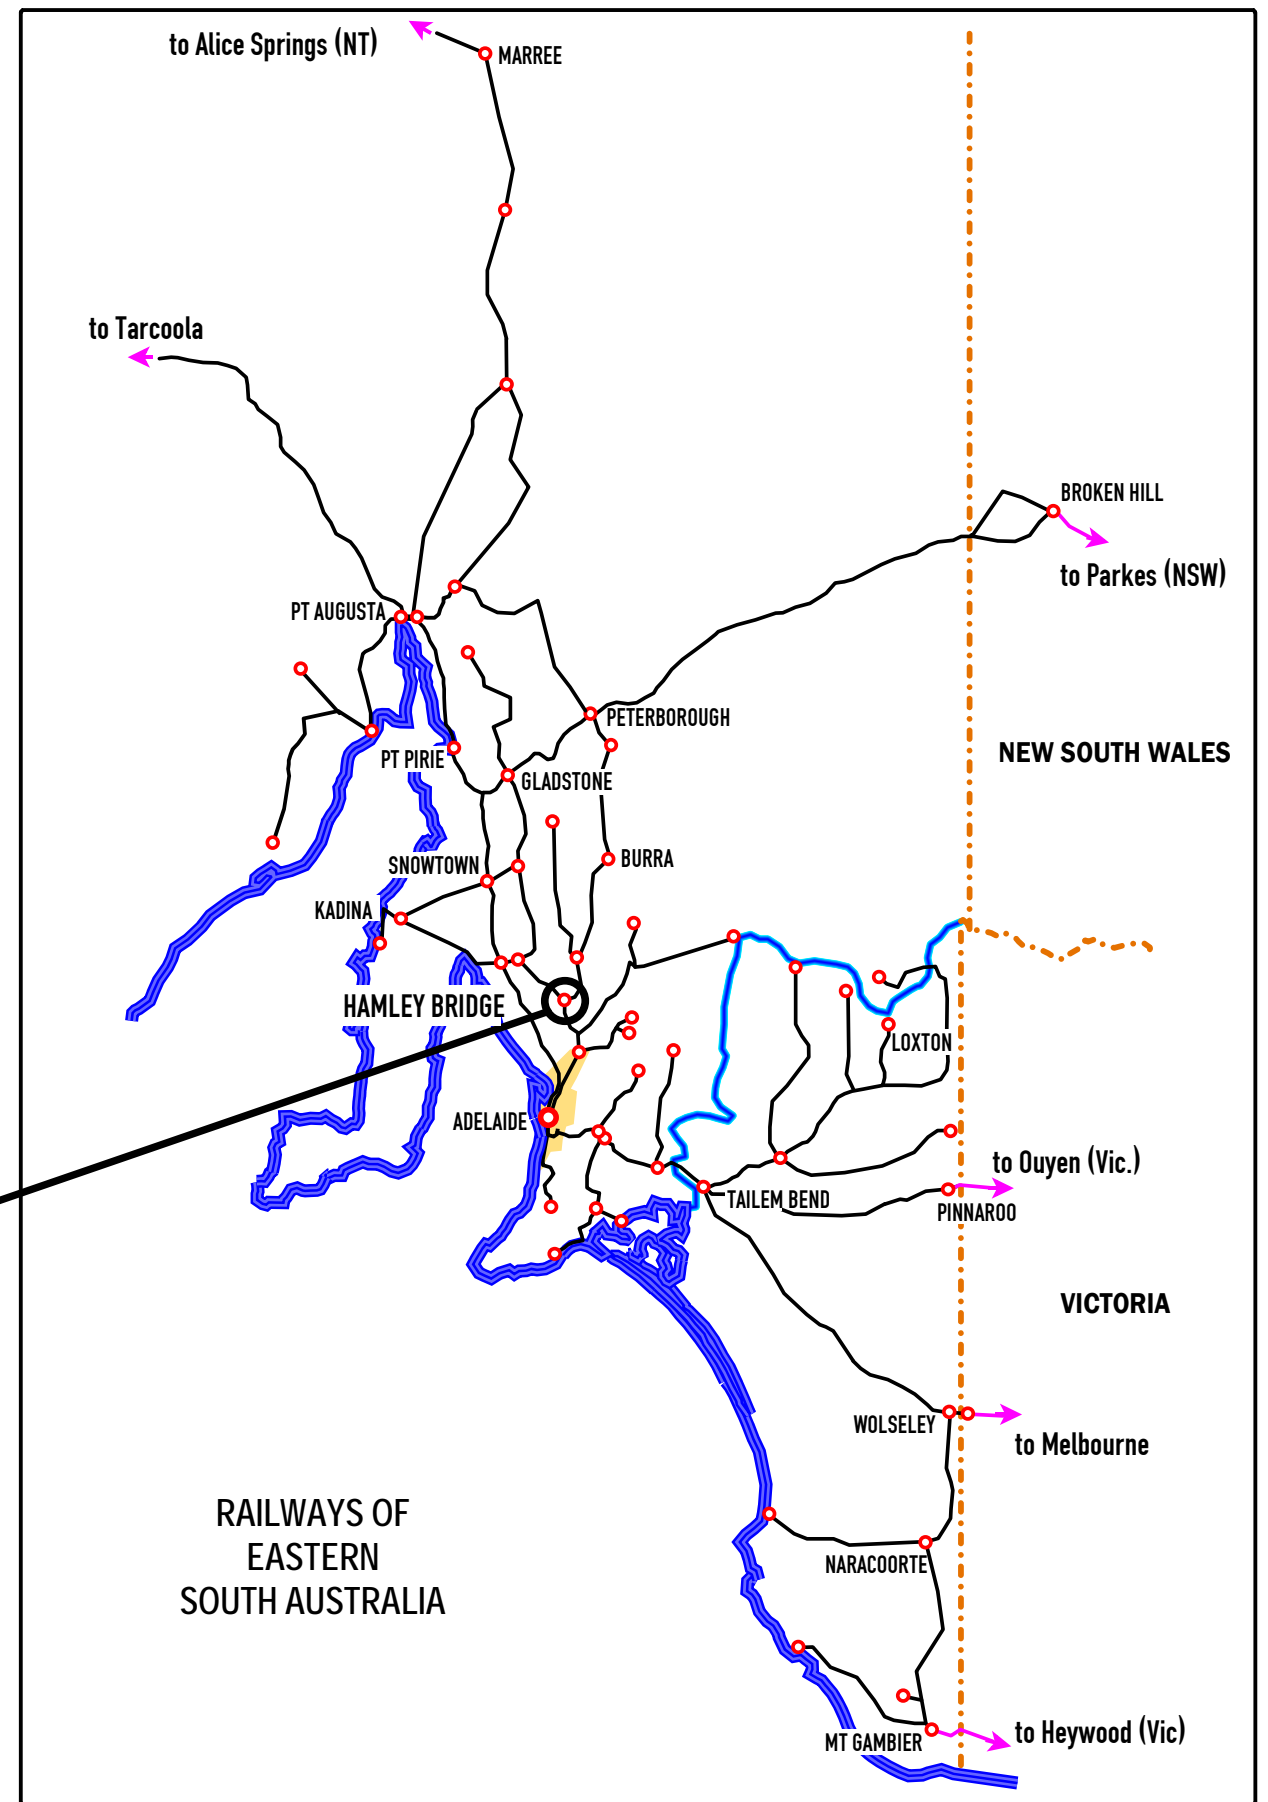 to Alice Springs (NT)
MARREE
to Tarcoola
BROKEN HILL
to Parkes (NSW)
PT AUGUSTA
PETERBOROUGH
NEW SOUTH WALES
PT PIRIE
GLADSTONE
SNOWTOWN
BURRA
KADINA
HAMLEY BRIDGE
LOXTON
ADELAIDE
to Ouyen (Vic.)
TAILEM BEND
PINNAROO
VICTORIA
WOLSELEY
to Melbourne
RAILWAYS OF
EASTERN
SOUTH AUSTRALIA
NARACOORTE
MT GAMBIER
to Heywood (Vic)